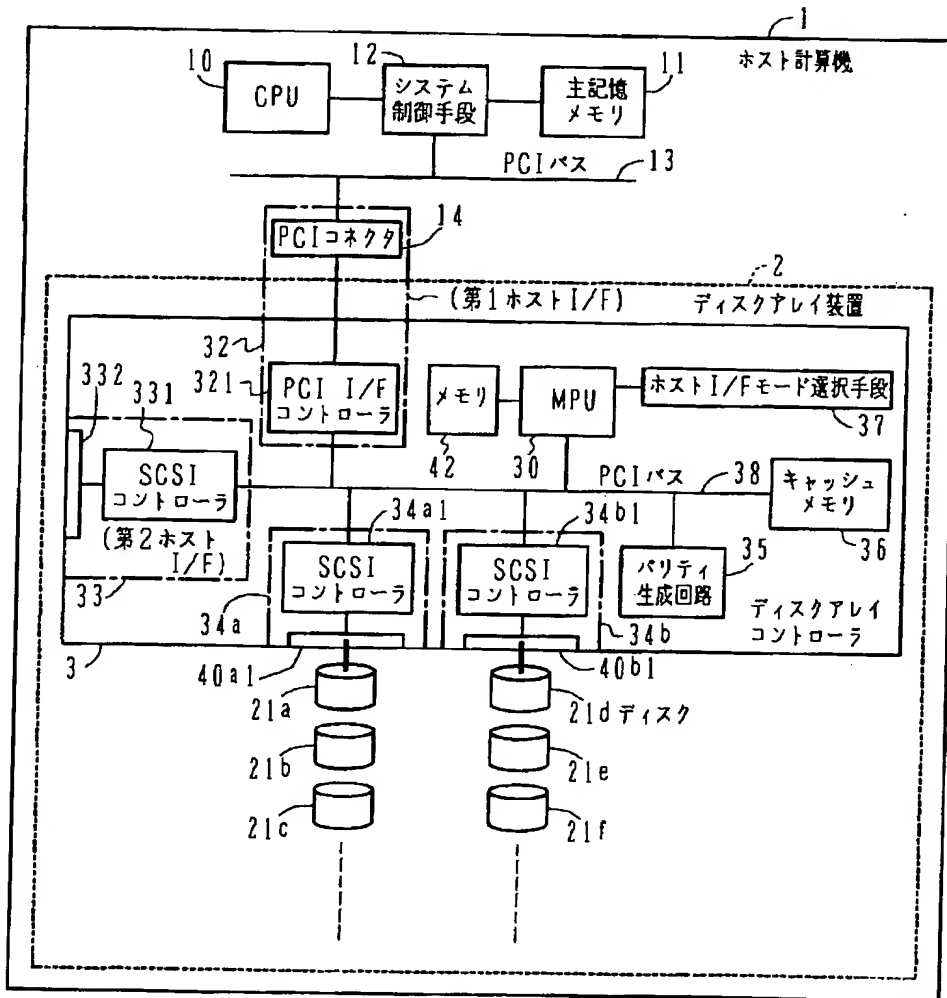 1
ホスト計算機
10
CPU
12
システム
制御手段
11
主記憶
メモリ
PCIバス
13
PCIコネクタ
14
2
(第1ホストI/F)
ディスクアレイ装置
32
321
PCI I/F
コントローラ
メモリ
42
MPU
30
ホストI/Fモード選択手段
37
332
331
SCSI
コントローラ
(第2ホスト
I/F)
33
PCIバス
38
キャッシュ
メモリ
36
34a1
SCSI
コントローラ
34a
34b1
SCSI
コントローラ
34b
パリティ
生成回路
35
ディスクアレイ
コントローラ
3
40a1
40b1
21a
21d ディスク
21b
21e
21c
21f